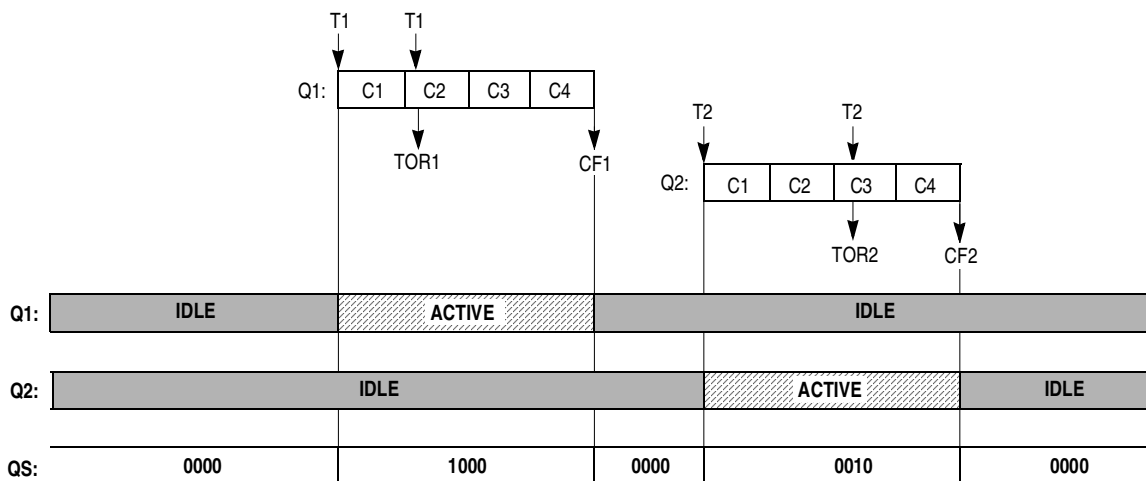 T1 T1
Q1: C1 C2 C3 C4
T2 T2
TOR1 CF1
Q2: C1 C2 C3 C4
TOR2 CF2
Q1: IDLE ACTIVE IDLE
Q2: IDLE ACTIVE IDLE
QS: 0000 1000 0000 0010 0000